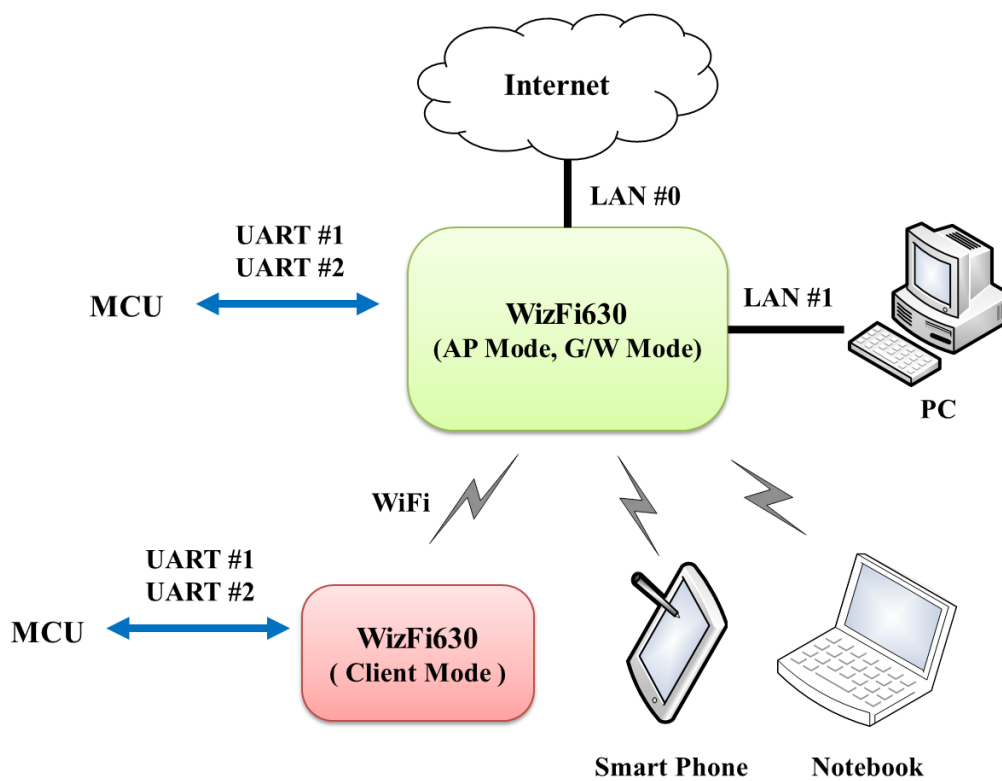 Internet
LAN #0
UART #1
UART #2
MCU
WizFi630
(AP Mode, G/W Mode)
LAN #1
PC
WiFi
UART #1
UART #2
MCU
WizFi630
( Client Mode )
Smart Phone
Notebook